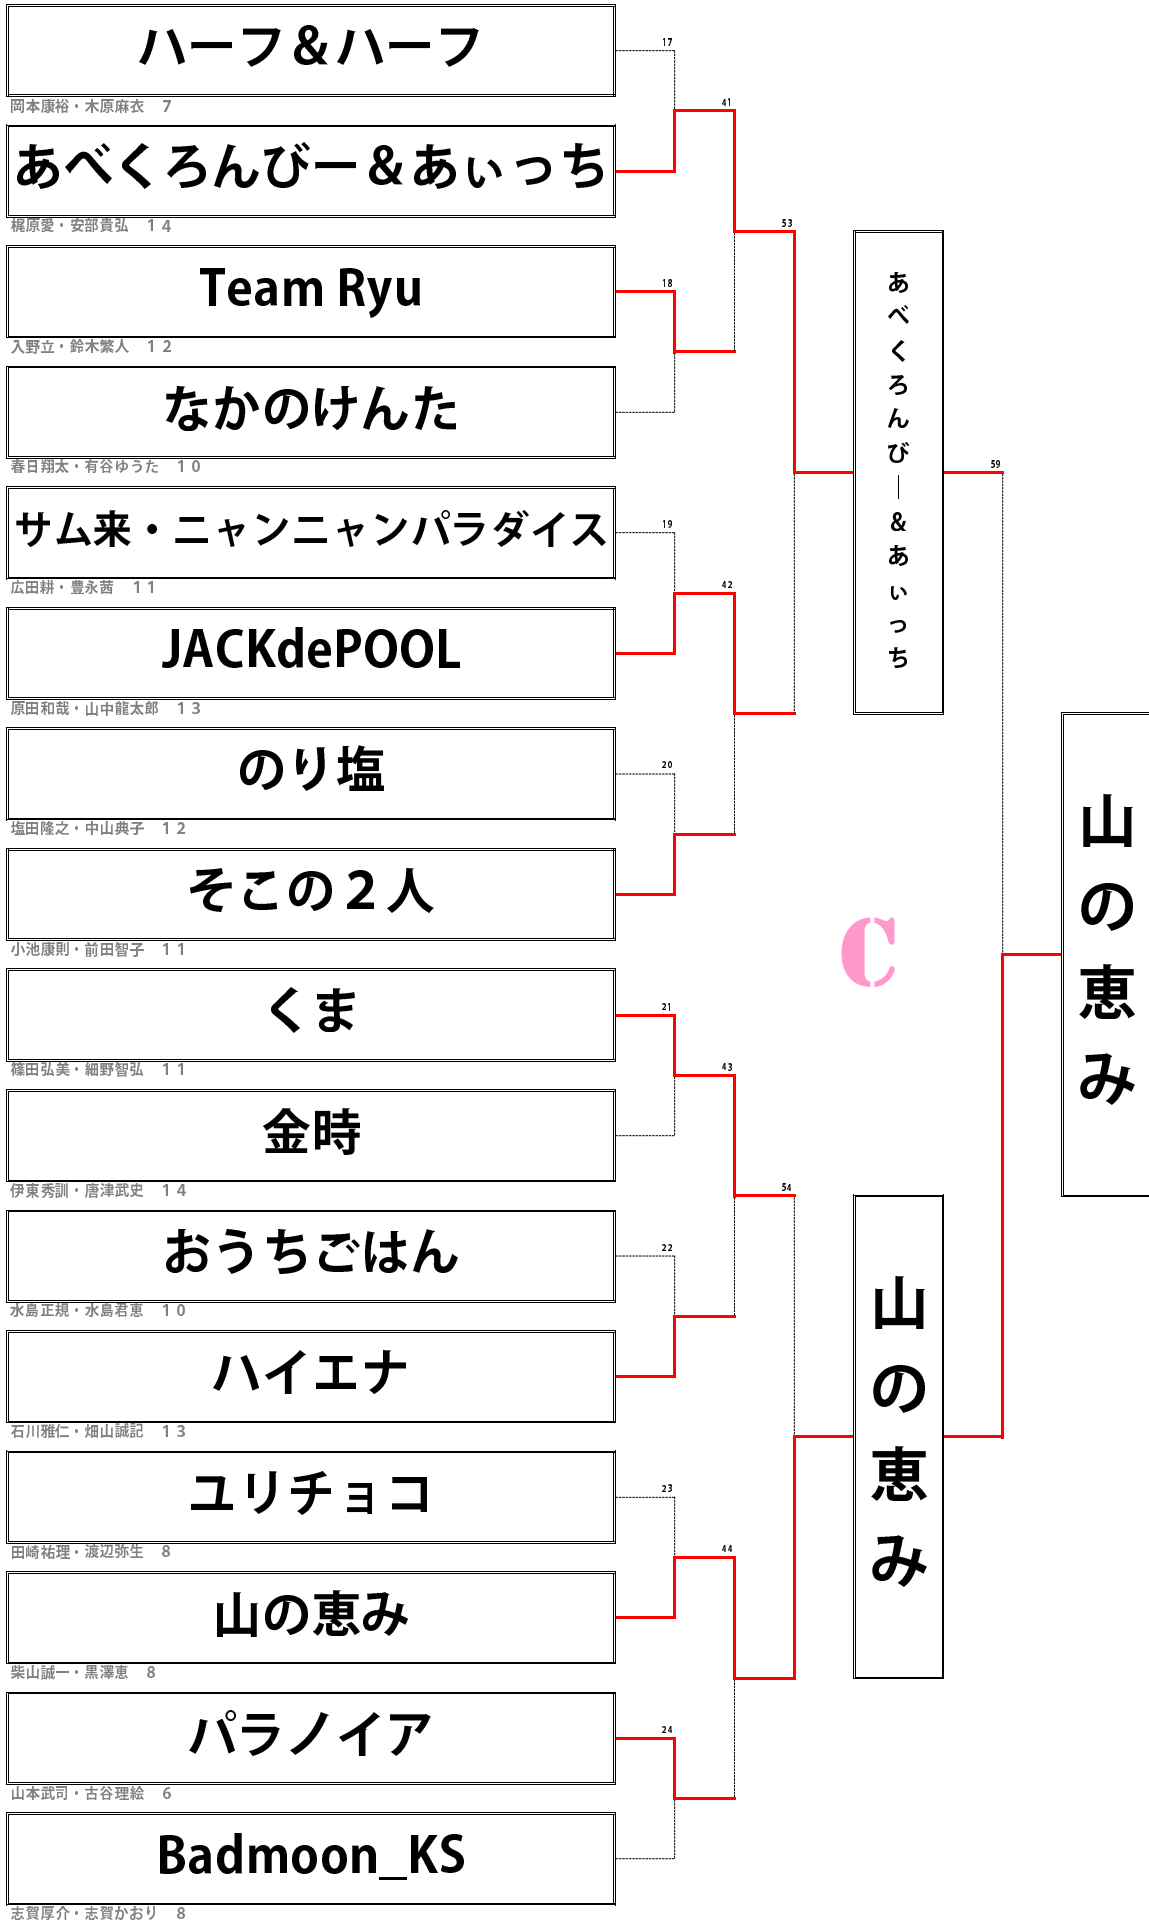 ハーフ＆ハーフ
岡本康裕・木原麻衣　7
あべくろんびー＆あぃっち
梶原愛・安部貴弘　１４
Team Ryu
入野立・鈴木繁人　１２
なかのけんた
春日翔太・有谷ゆうた　１０
サム来・ニャンニャンパラダイス
広田耕・豊永茜　１１
JACKdePOOL
原田和哉・山中龍太郎　１３
のり塩
塩田隆之・中山典子　１２
そこの２人
小池康則・前田智子　１１
くま
篠田弘美・細野智弘　１１
金時
伊東秀訓・唐津武史　１４
おうちごはん
水島正規・水島君恵　１０
ハイエナ
石川雅仁・畑山誠記　１３
ユリチョコ
田崎祐理・渡辺弥生　8
山の恵み
柴山誠一・黒澤恵　8
パラノイア
山本武司・古谷理絵　6
Badmoon_KS
志賀厚介・志賀かおり　8
17
18
19
20
21
22
23
24
41
42
43
44
53
54
あべくろんびー＆あぃっち
C
山の恵み
59
山の恵み